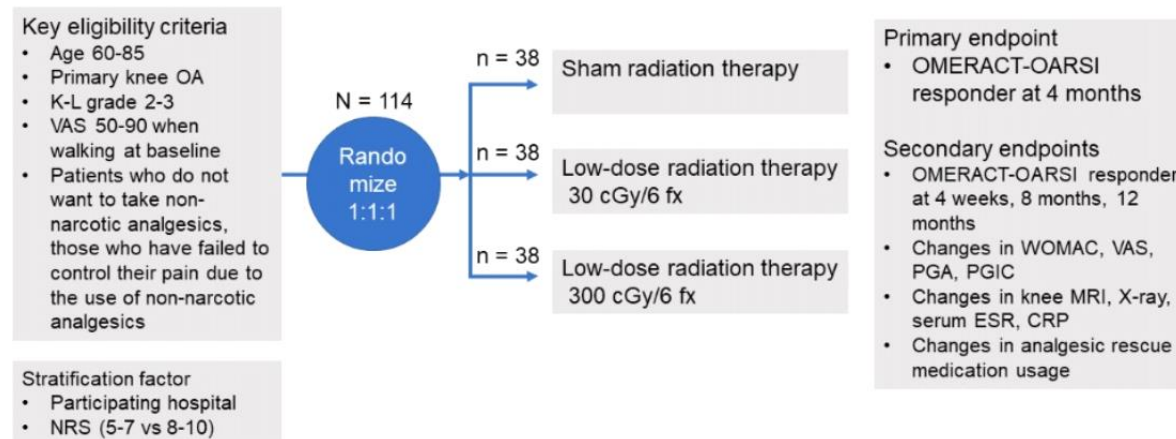 Key eligibility criteria
• Age 60-85
• Primary knee OA
• K-L grade 2-3
• VAS 50-90 when
walking at baseline
• Patients who do not
want to take non-
narcotic analgesics,
those who have failed to
control their pain due to
the use of non-narcotic
analgesics
Stratification factor
• Participating hospital
• NRS (5-7 vs 8-10)
N = 114
Rando
mize
1:1:1
n = 38
Sham radiation therapy
n = 38
Low-dose radiation therapy
30 cGy/6 fx
n = 38
Low-dose radiation therapy
300 cGy/6 fx
Primary endpoint
• OMERACT-OARSI
responder at 4 months
Secondary endpoints
• OMERACT-OARSI responder
at 4 weeks, 8 months, 12
months
• Changes in WOMAC, VAS,
PGA, PGIC
• Changes in knee MRI, X-ray,
serum ESR, CRP
• Changes in analgesic rescue
medication usage